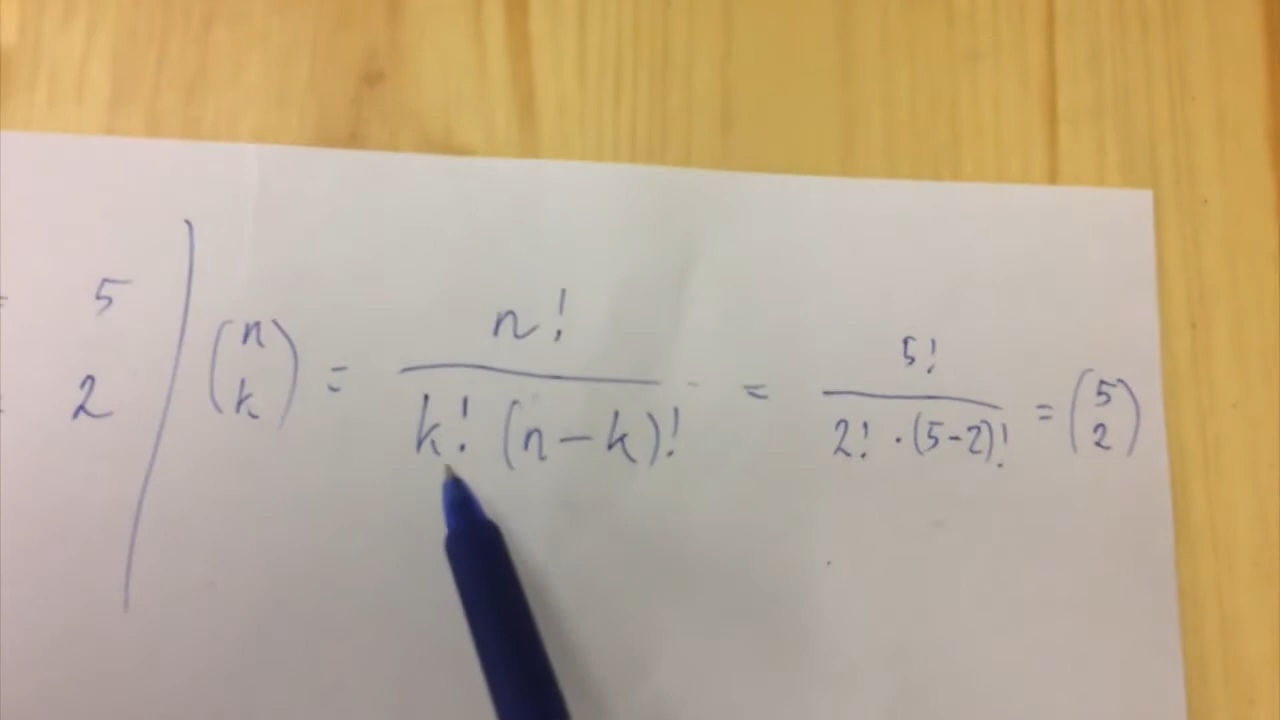 = 5
= 2
(n k) = n! / k! (n-k)! = 5! / 2! · (5-2)! = (5 2)